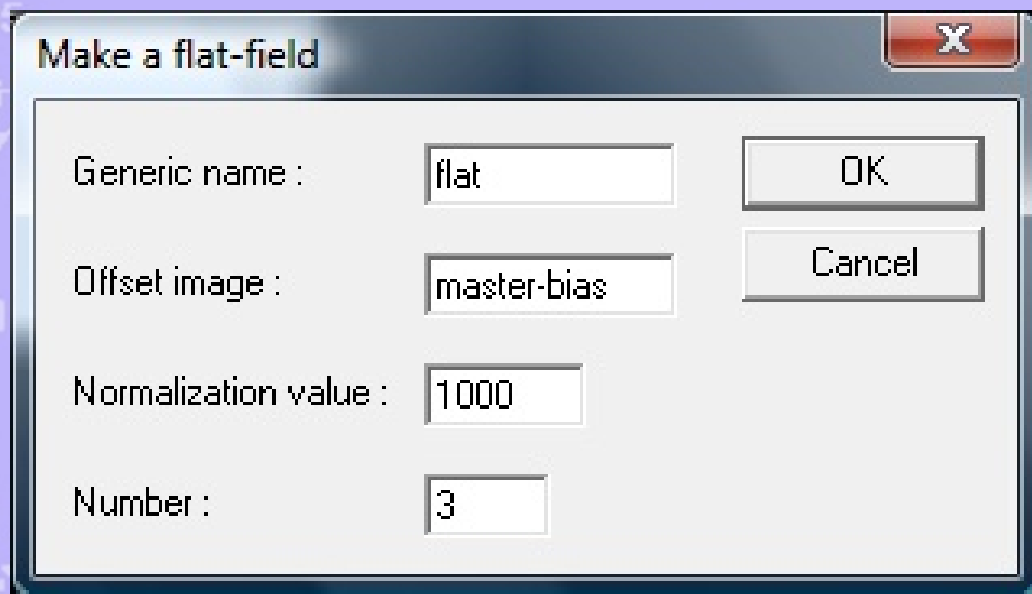 Make a flat-field
Generic name : flat OK
Offset image : master-bias Cancel
Normalization value : 1000
Number : 3